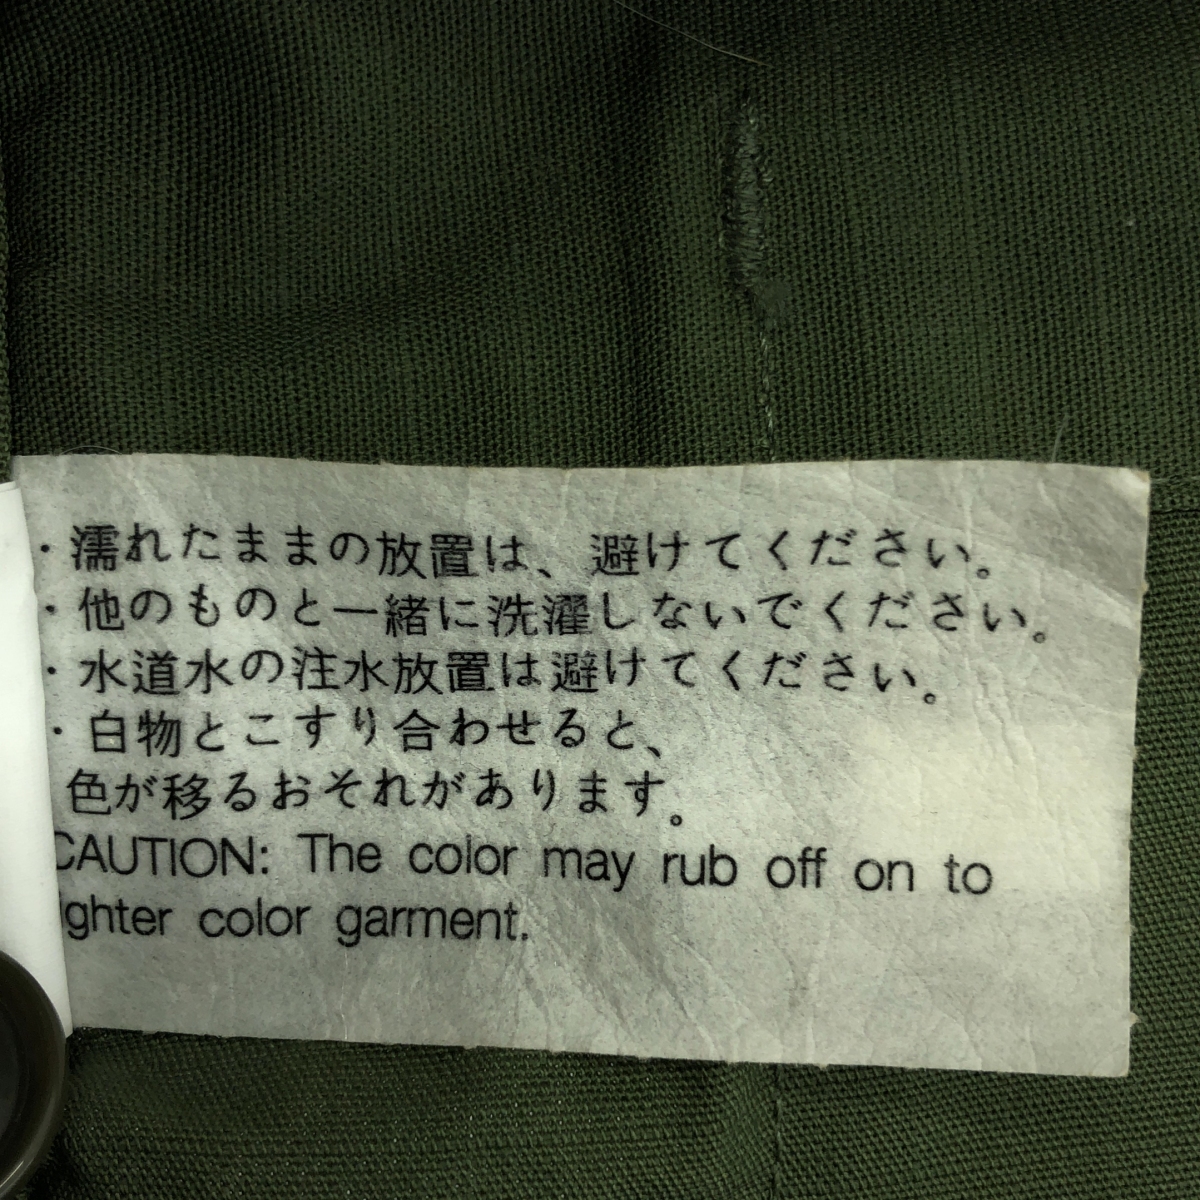 ・濡れたままの放置は、避けてください。
・他のものと一緒に洗濯しないでください。
・水道水の注水放置は避けてください。
・白物とこすり合わせると、
色が移るおそれがあります。
CAUTION: The color may rub off on to
ighter color garment.